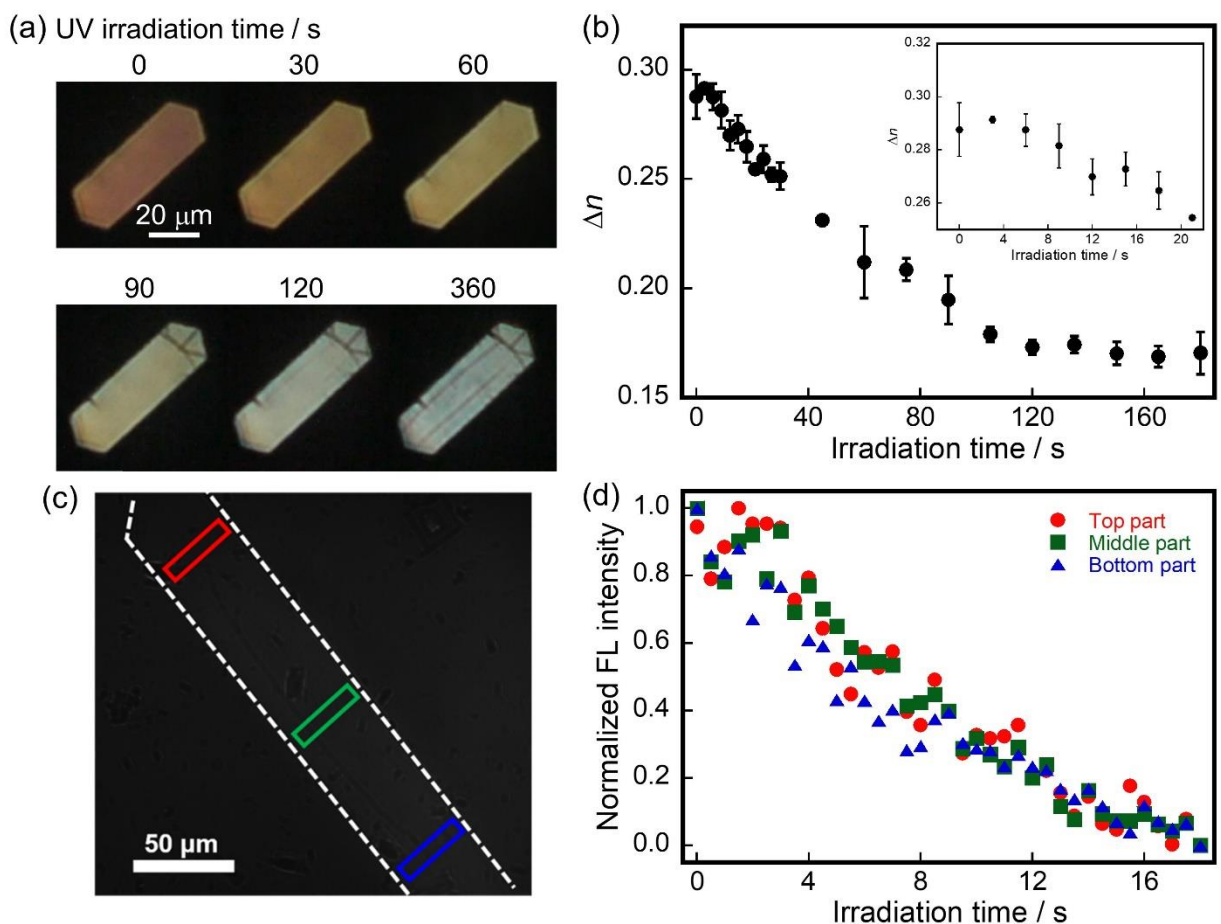 (a) UV irradiation time / s
0 30 60
20 μm
90 120 360
(b)
0.30
0.25
0.20
0.15
Δn
0 40 80 120 160
Irradiation time / s
0.32
0.30
0.28
0.26
Δn
0 4 8 12 16 20
Irradiation time / s
(c)
50 μm
(d)
1.0
0.8
0.6
0.4
0.2
0.0
Normalized FL intensity
Top part
Middle part
Bottom part
0 4 8 12 16
Irradiation time / s